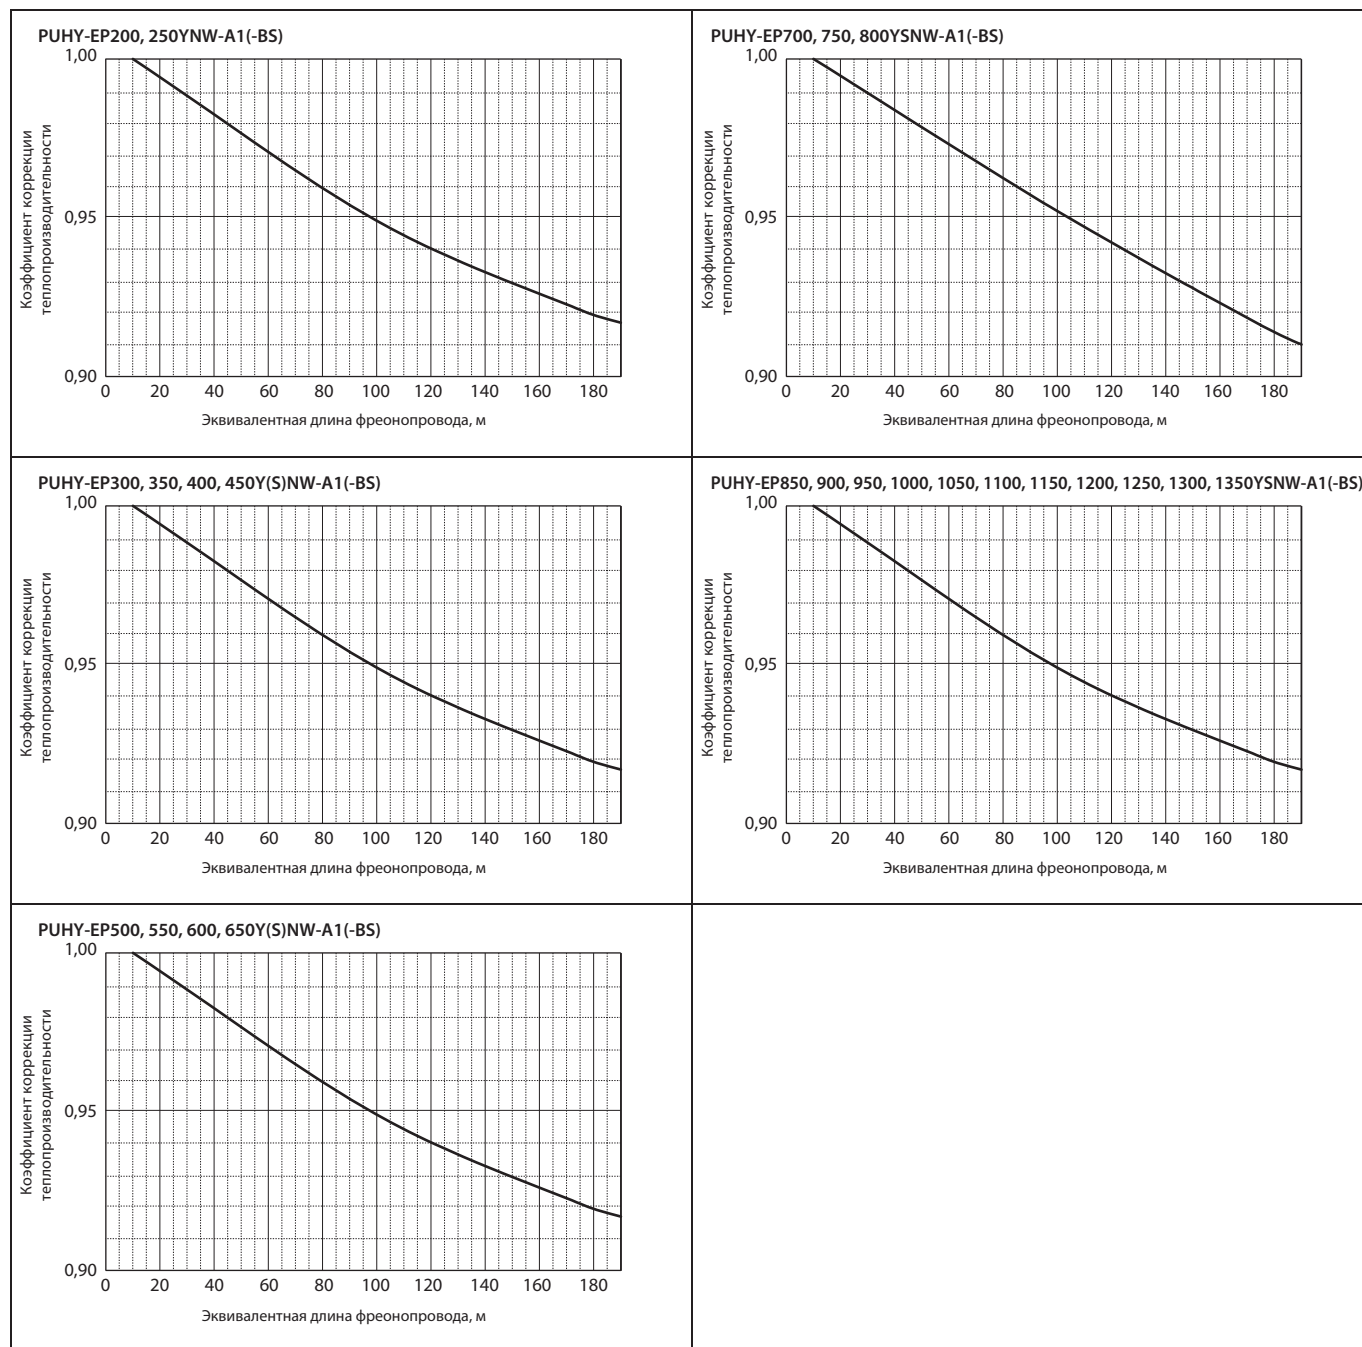 PUHY-EP200, 250YNW-A1(-BS)
1,00
0,95
0,90
Коэффициент коррекции
теплопроизводительности
0 20 40 60 80 100 120 140 160 180
Эквивалентная длина фреонопровода, м
PUHY-EP700, 750, 800YSNW-A1(-BS)
1,00
0,95
0,90
Коэффициент коррекции
теплопроизводительности
0 20 40 60 80 100 120 140 160 180
Эквивалентная длина фреонопровода, м
PUHY-EP300, 350, 400, 450Y(S)NW-A1(-BS)
1,00
0,95
0,90
Коэффициент коррекции
теплопроизводительности
0 20 40 60 80 100 120 140 160 180
Эквивалентная длина фреонопровода, м
PUHY-EP850, 900, 950, 1000, 1050, 1100, 1150, 1200, 1250, 1300, 1350YSNW-A1(-BS)
1,00
0,95
0,90
Коэффициент коррекции
теплопроизводительности
0 20 40 60 80 100 120 140 160 180
Эквивалентная длина фреонопровода, м
PUHY-EP500, 550, 600, 650Y(S)NW-A1(-BS)
1,00
0,95
0,90
Коэффициент коррекции
теплопроизводительности
0 20 40 60 80 100 120 140 160 180
Эквивалентная длина фреонопровода, м